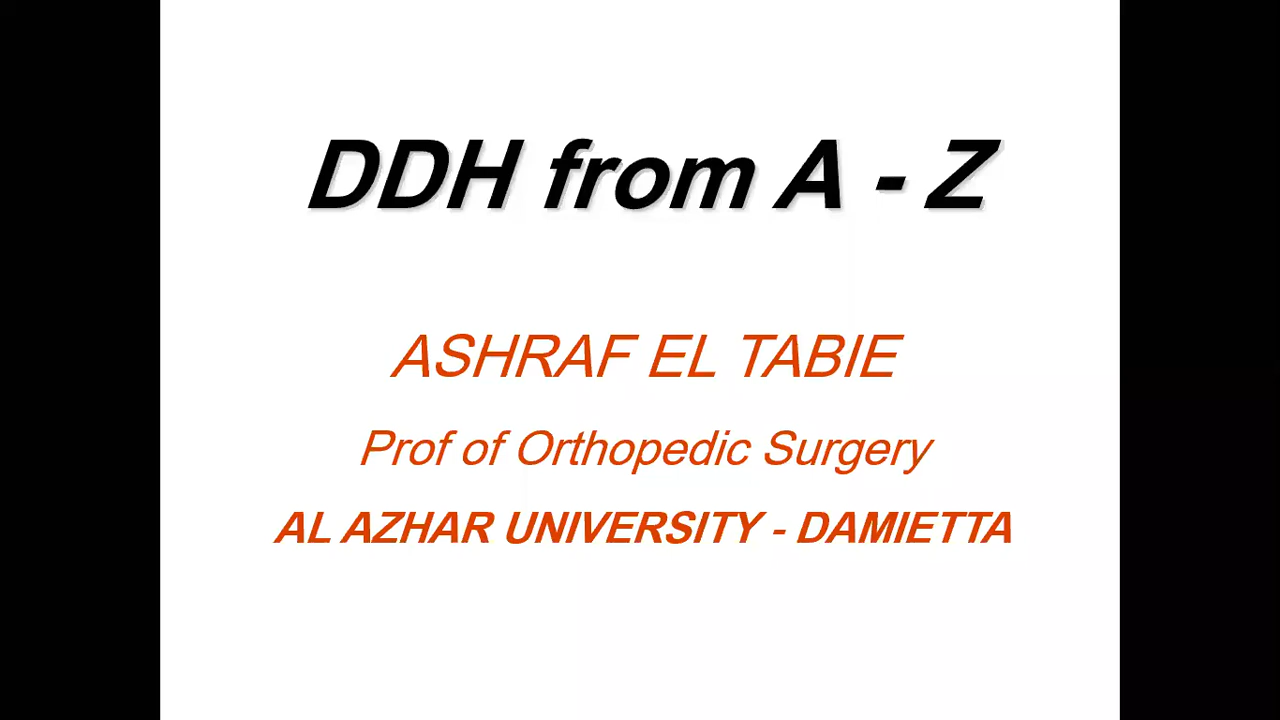 DDH from A - Z
ASHRAF EL TABIE
Prof of Orthopedic Surgery
AL AZHAR UNIVERSITY - DAMIETTA